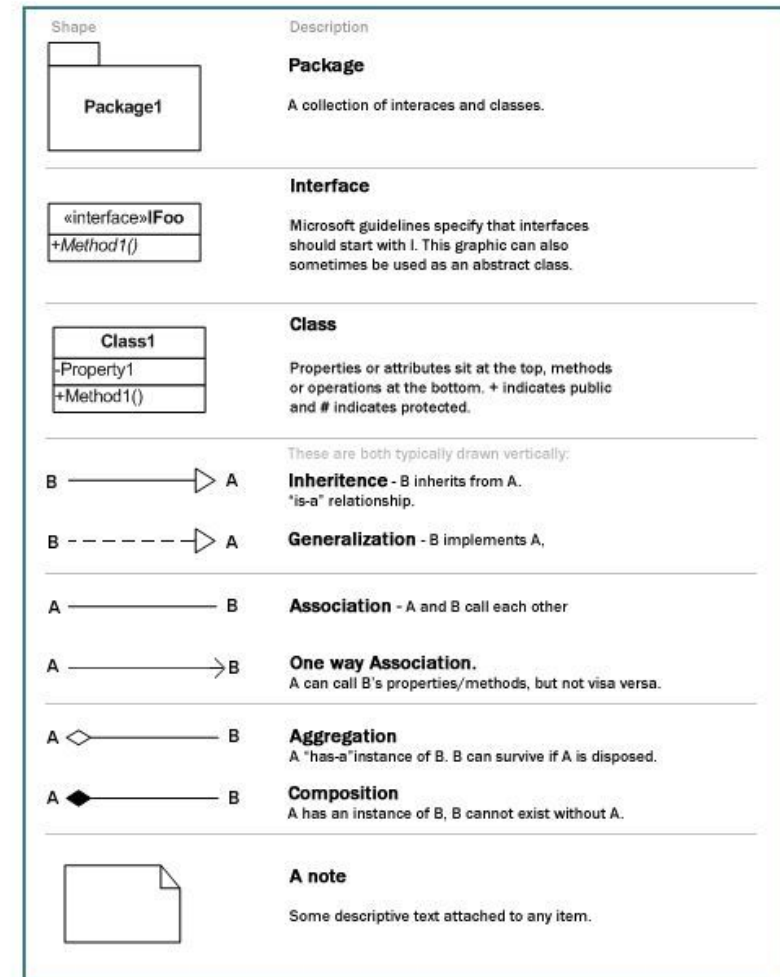 Shape Description
Package
Package1
A collection of interaces and classes.
Interface
«interface»IFoo
+Method1()
Microsoft guidelines specify that interfaces
should start with I. This graphic can also
sometimes be used as an abstract class.
Class
Class1
-Property1
+Method1()
Properties or attributes sit at the top, methods
or operations at the bottom. + indicates public
and # indicates protected.
These are both typically drawn vertically:
B A Inheritence - B inherits from A.
"is-a" relationship.
B A Generalization - B implements A,
A B Association - A and B call each other
A B One way Association.
A can call B's properties/methods, but not visa versa.
A B Aggregation
A "has-a"instance of B. B can survive if A is disposed.
A B Composition
A has an instance of B, B cannot exist without A.
A note
Some descriptive text attached to any item.